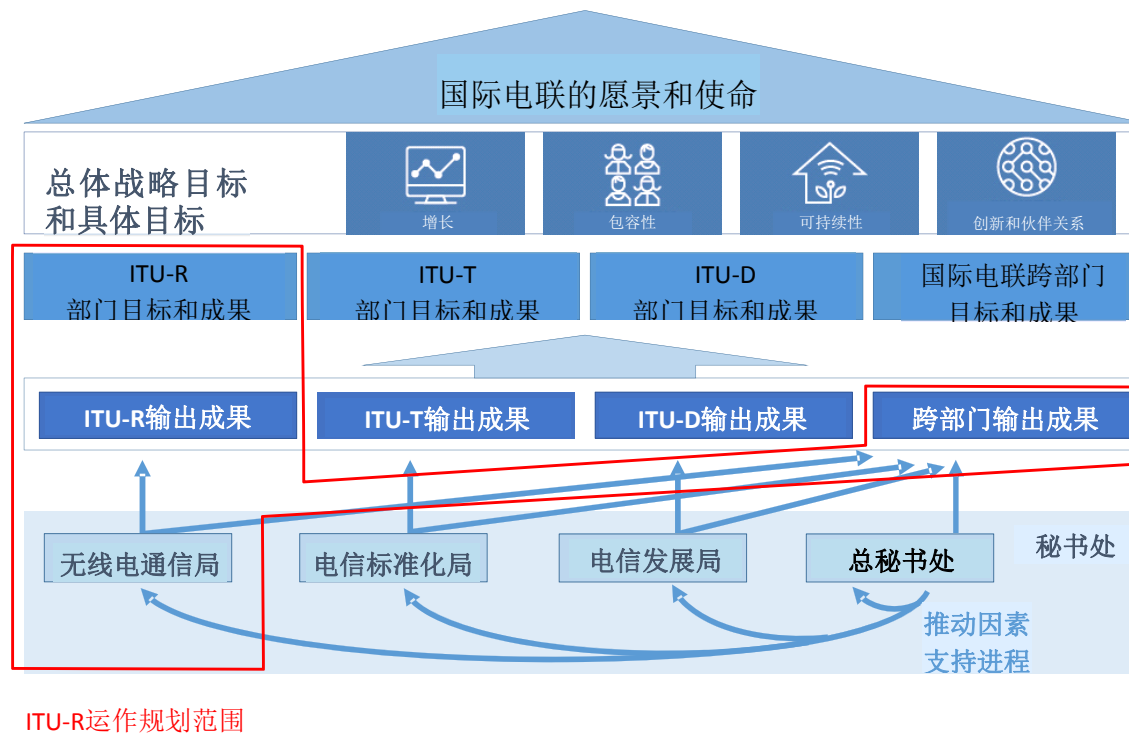 国际电联的愿景和使命
总体战略目标
和具体目标
增长
包容性
可持续性
创新和伙伴关系
ITU-R
部门目标和成果
ITU-T
部门目标和成果
ITU-D
部门目标和成果
国际电联跨部门
目标和成果
ITU-R输出成果
ITU-T输出成果
ITU-D输出成果
跨部门输出成果
无线电通信局
电信标准化局
电信发展局
总秘书处
秘书处
推动因素
支持进程
ITU-R运作规划范围